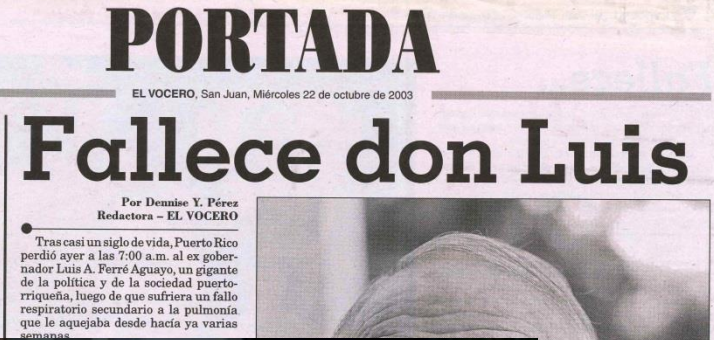 PORTADA
EL VOCERO, San Juan, Miércoles 22 de octubre de 2003
Fallece don Luis
Por Dennise Y. Pérez
Redactora – EL VOCERO
Tras casi un siglo de vida, Puerto Rico
perdió ayer a las 7:00 a.m. al ex gober-
nador Luis A. Ferré Aguayo, un gigante
de la política y de la sociedad puerto-
rriqueña, luego de que sufriera un fallo
respiratorio secundario a la pulmonía
que le aquejaba desde hacía ya varias
semanas